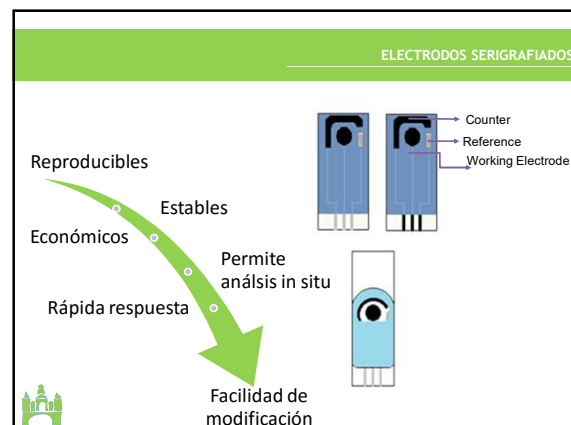 ELECTRODOS SERIGRAFIADOS
Counter
Reference
Working Electrode
Reproducibles
Estables
Económicos
Permite
análsis in situ
Rápida respuesta
Facilidad de
modificación